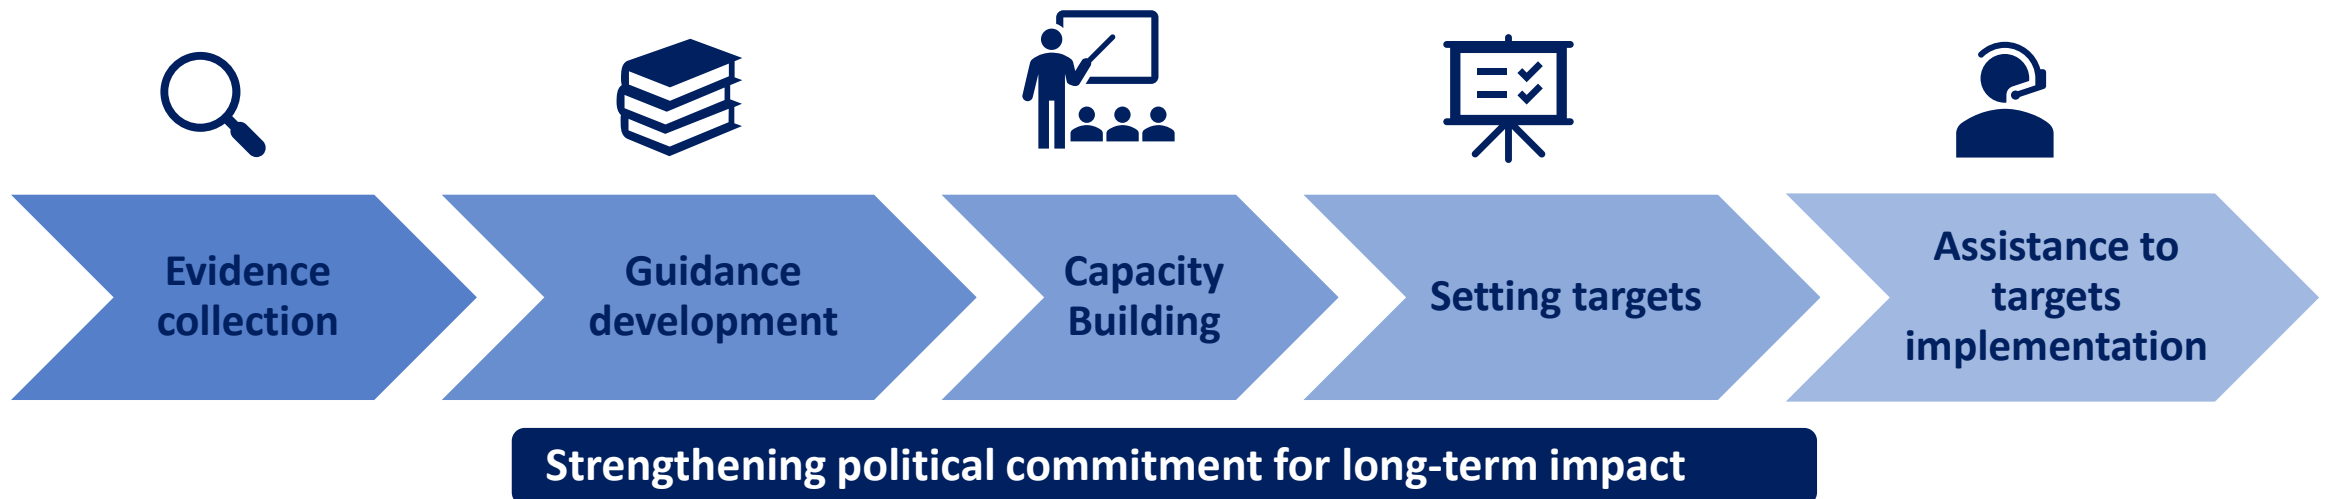 Evidence
collection
Guidance
development
Capacity
Building
Setting targets
Assistance to
targets
implementation
Strengthening political commitment for long-term impact